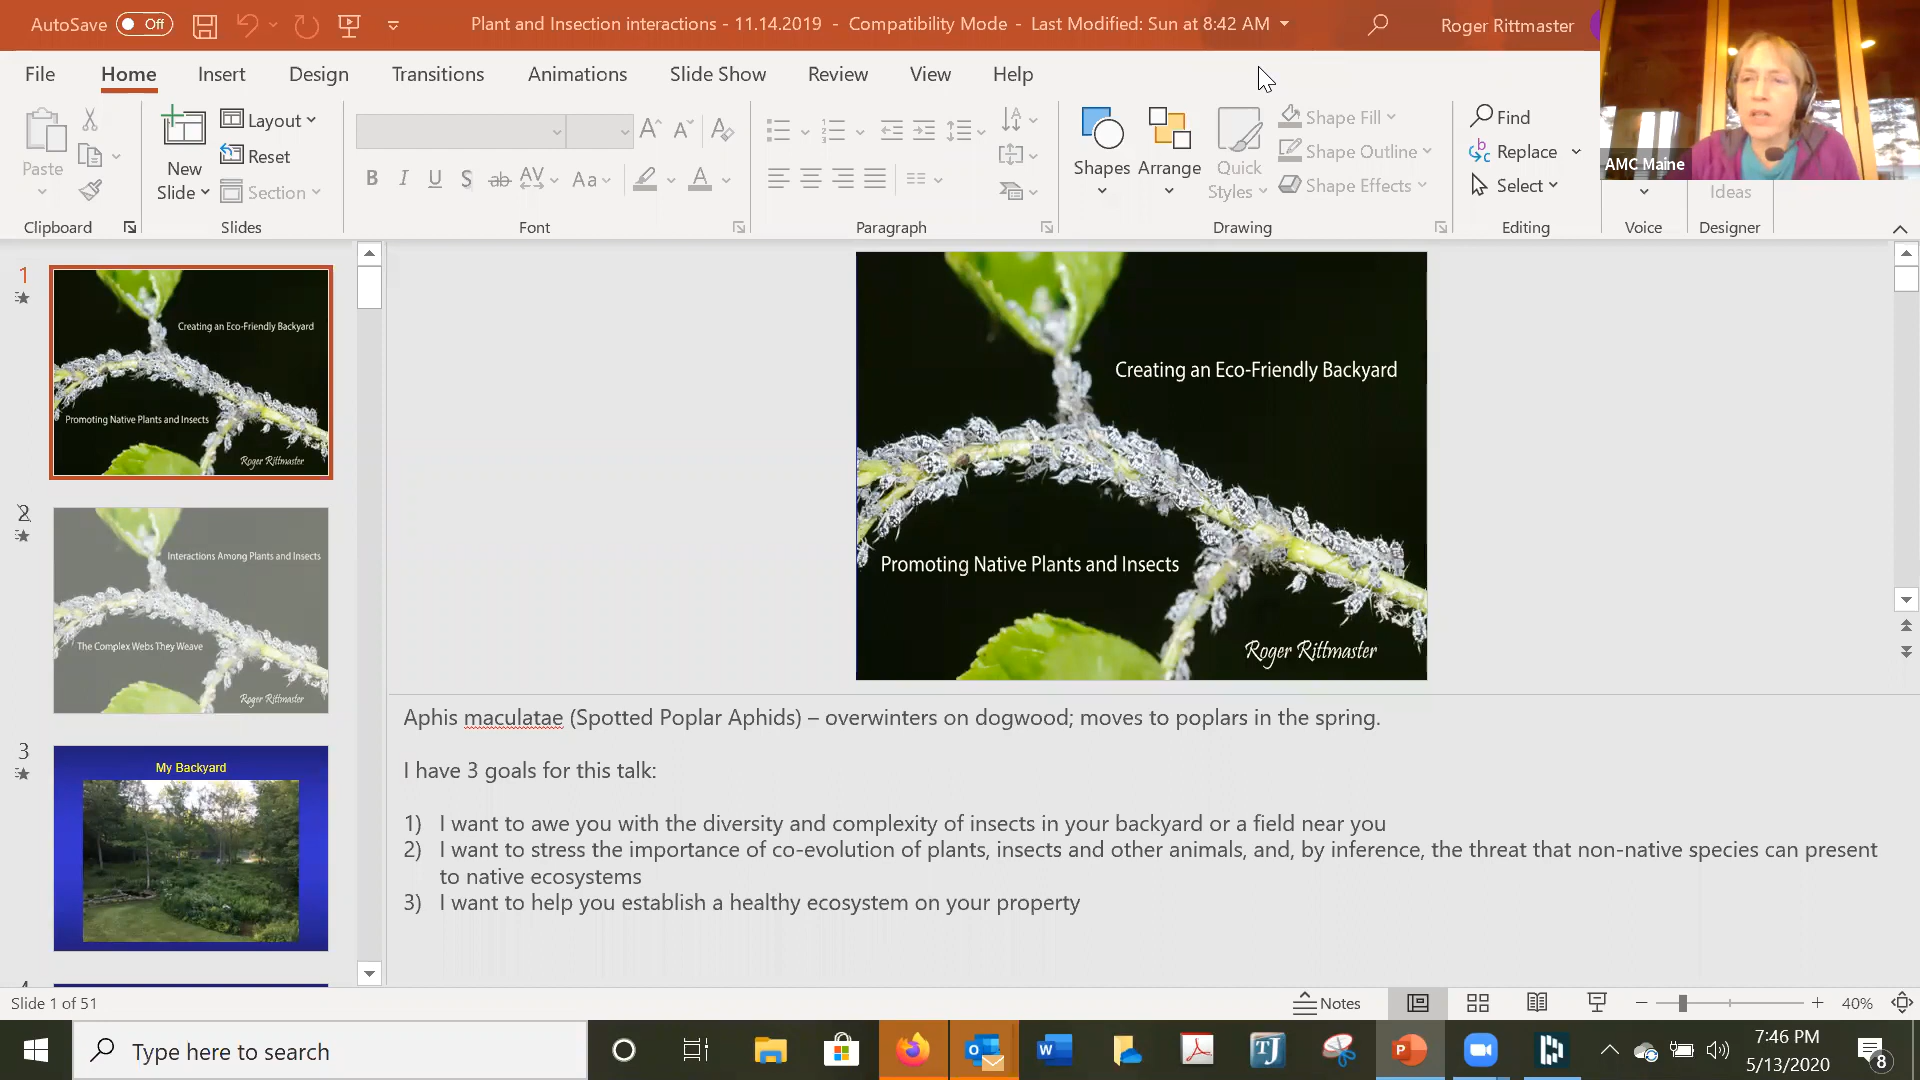 AutoSave Off
Plant and Insection interactions - 11.14.2019 - Compatibility Mode - Last Modified: Sun at 8:42 AM
Roger Rittmaster
File Home Insert Design Transitions Animations Slide Show Review View Help
Paste
New Slide
Layout
Reset
Section
B I U S ab AV Aa A
Shapes Arrange Quick Styles
Shape Fill
Shape Outline
Shape Effects
Find
Replace
Select
AMC Maine
Ideas
Clipboard Slides Font Paragraph Drawing Editing Voice Designer
1
Creating an Eco-Friendly Backyard
Promoting Native Plants and Insects
Roger Rittmaster
2
Interactions Among Plants and Insects
The Complex Webs They Weave
Roger Rittmaster
3
My Backyard
4
Creating an Eco-Friendly Backyard
Promoting Native Plants and Insects
Roger Rittmaster
Aphis maculatae (Spotted Poplar Aphids) – overwinters on dogwood; moves to poplars in the spring.
I have 3 goals for this talk:
1) I want to awe you with the diversity and complexity of insects in your backyard or a field near you
2) I want to stress the importance of co-evolution of plants, insects and other animals, and, by inference, the threat that non-native species can present
to native ecosystems
3) I want to help you establish a healthy ecosystem on your property
Slide 1 of 51
Notes
40%
Type here to search
7:46 PM
5/13/2020
8